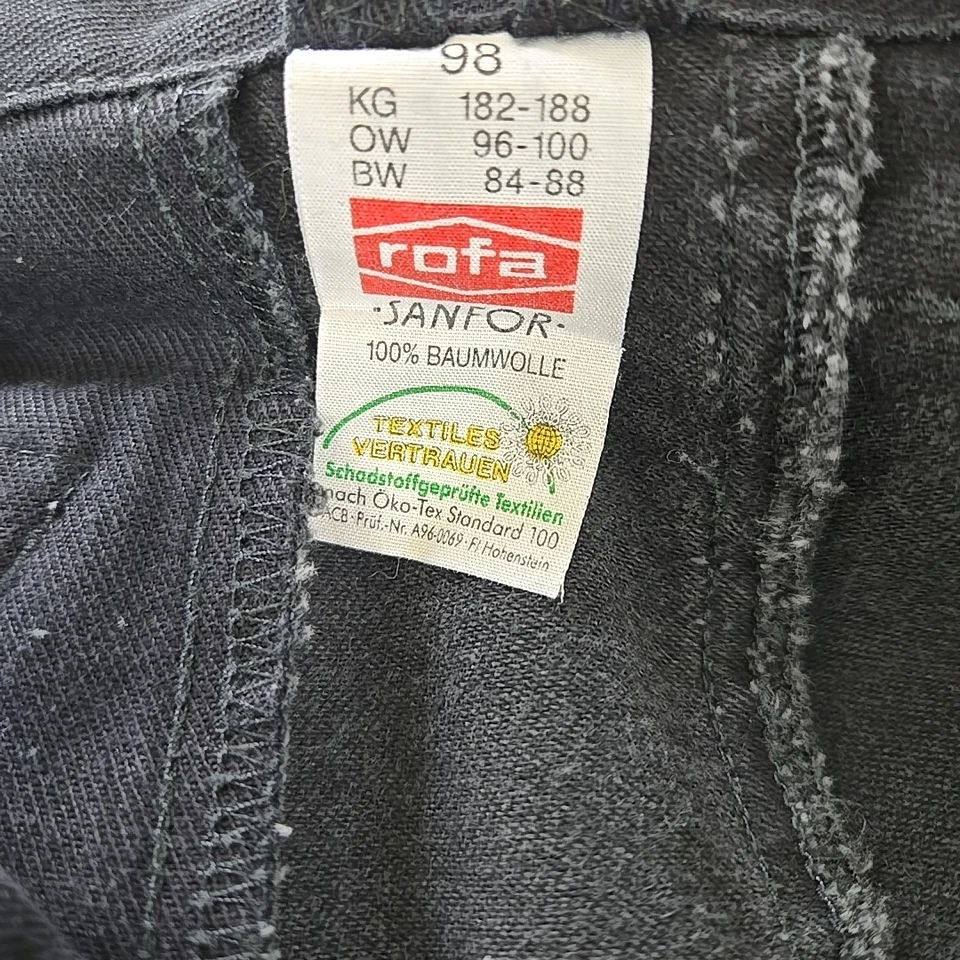 98
KG 182-188
OW 96-100
BW 84-88
rofa
·SANFOR·
100% BAUMWOLLE
TEXTILES
VERTRAUEN
Schadstoffgeprüfte Textilien
nach Öko-Tex Standard 100
ACB · Prüf.-Nr. A96-0069 · FI Hohenstein